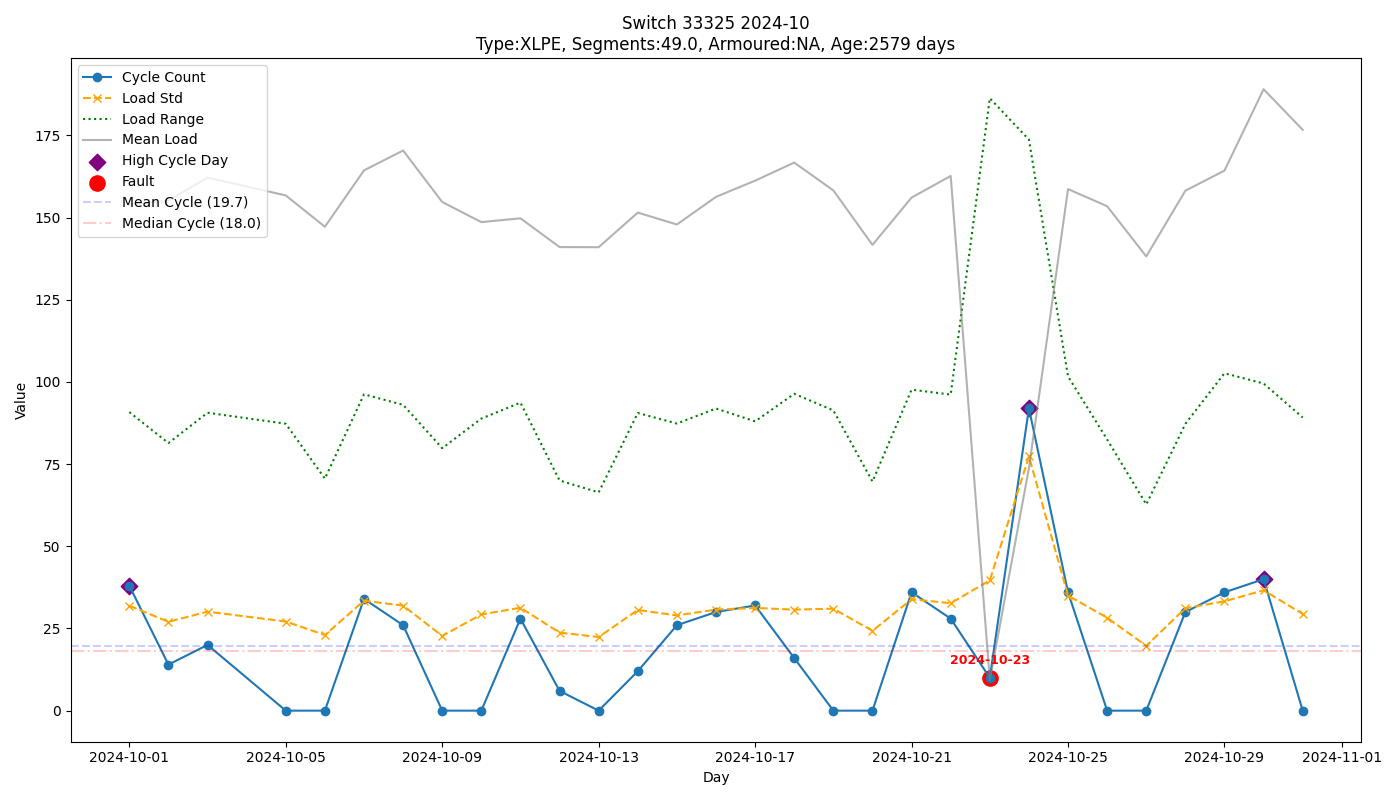 Switch 33325 2024-10
Type:XLPE, Segments:49.0, Armoured:NA, Age:2579 days
Cycle Count
Load Std
Load Range
Mean Load
High Cycle Day
Fault
Mean Cycle (19.7)
Median Cycle (18.0)
Value
175
150
125
100
75
50
25
0
2024-10-23
2024-10-01
2024-10-05
2024-10-09
2024-10-13
2024-10-17
2024-10-21
2024-10-25
2024-10-29
2024-11-01
Day